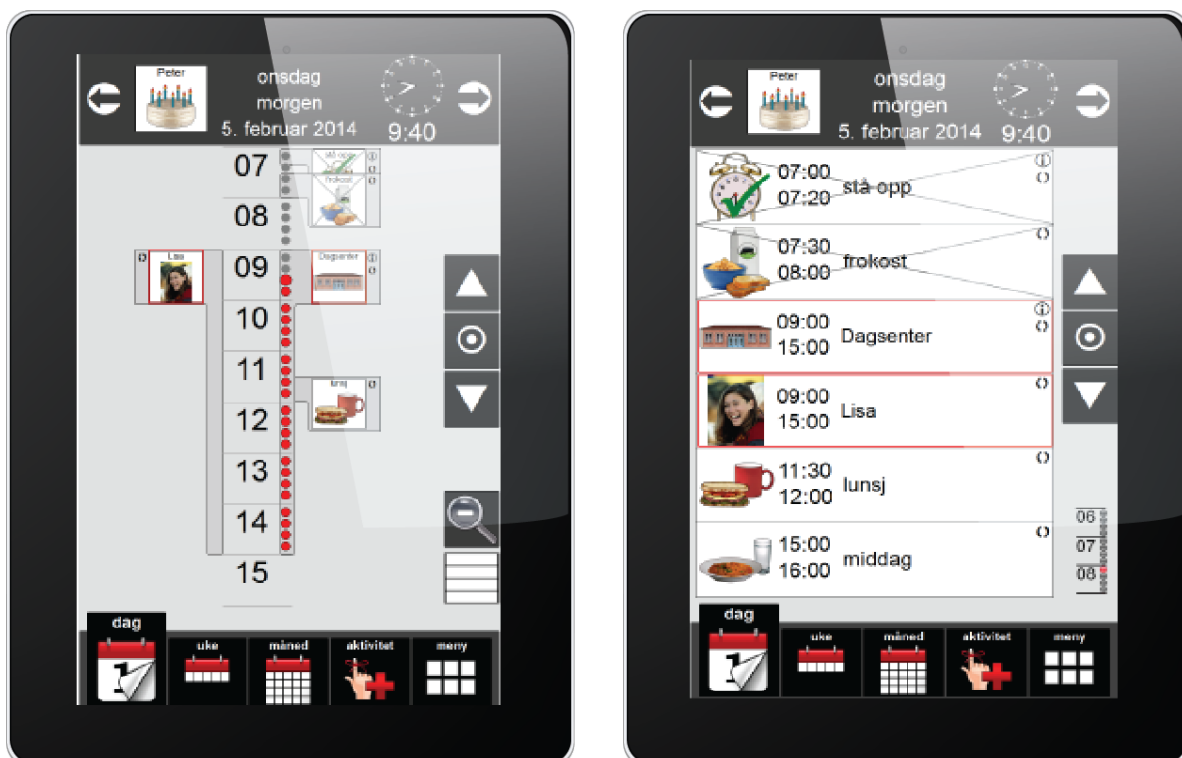 Peter
onsdag
morgen
5. februar 2014
9:40
07
stå opp
frokost
08
Lisa
09
Dagsenter
10
11
lunsj
12
13
14
15
dag
uke
måned
aktivitet
meny
1
Peter
onsdag
morgen
5. februar 2014
9:40
07:00
07:20
stå opp
07:30
08:00
frokost
09:00
15:00
Dagsenter
09:00
15:00
Lisa
11:30
12:00
lunsj
15:00
16:00
middag
06
07
08
dag
uke
måned
aktivitet
meny
1